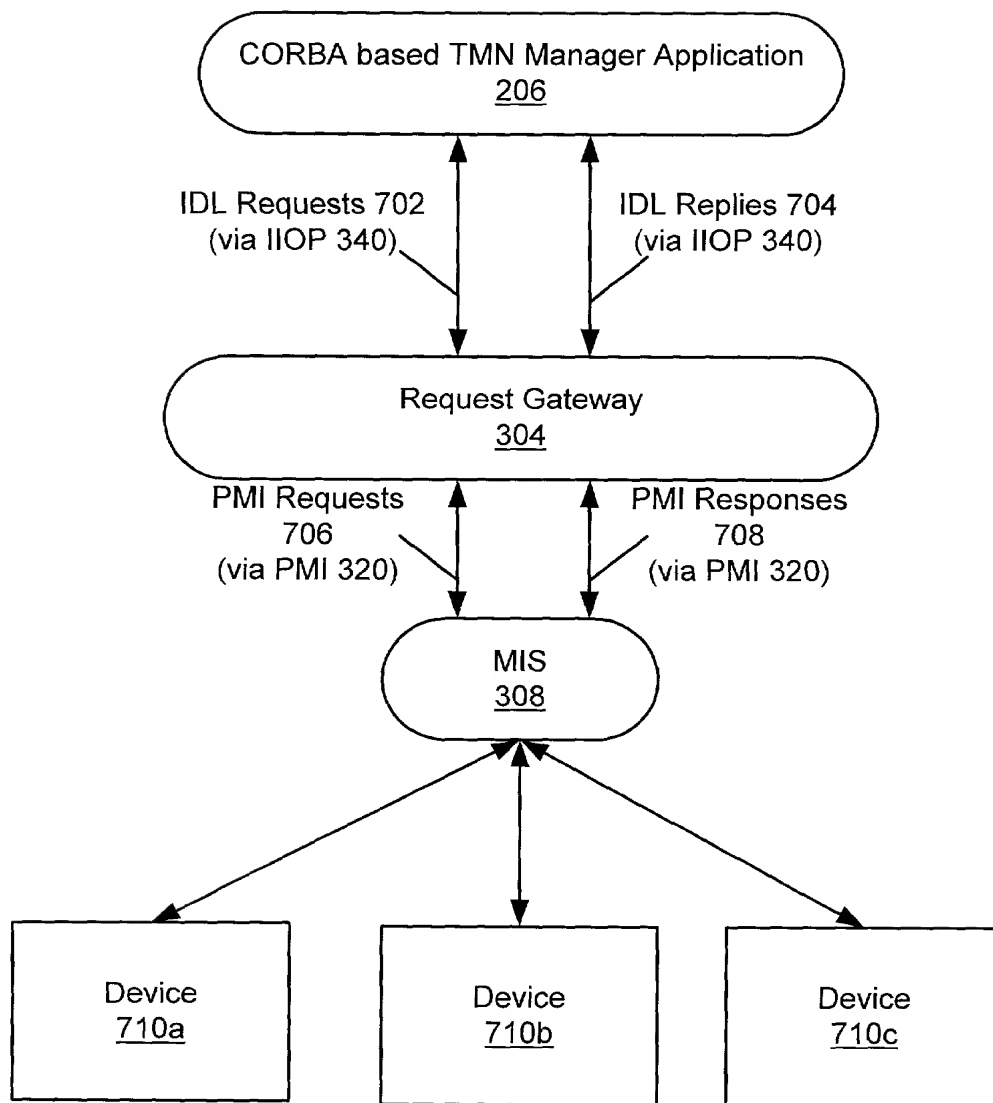 CORBA based TMN Manager Application
206
IDL Requests 702
(via IIOP 340)
IDL Replies 704
(via IIOP 340)
Request Gateway
304
PMI Requests
706
(via PMI 320)
PMI Responses
708
(via PMI 320)
MIS
308
Device
710a
Device
710b
Device
710c